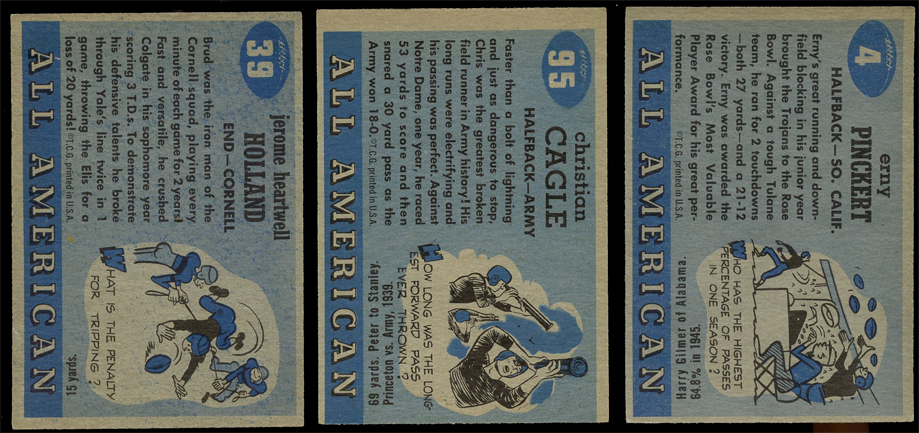 39
jerome heartwell
HOLLAND
END—CORNEL
Brud was the iron man of the
Cornell squad, playing every
minute of each game for 2 years!
Fast and versatile, he crushed
Colgate in his sophomore year
scoring 3 T.D.s. To demonstrate
his defensive talents he broke
through Yale's line twice in 1
game, throwing the Elis for a
loss of 20 yards! ©T.C.G. printed in U.S.A.
WHAT IS THE PENALTY
FOR TRIPPING?
15 yards.
ALL AMERICAN
95
christian
CAGLE
HALFBACK—ARMY
Faster than a bolt of lightning
and just as dangerous to stop,
Chris was the greatest broken
field runner in Army History! His
long runs were electrifying and
his passing was perfect. Against
Notre Dame, one year, he raced
53 yards to score and then
snared a 30 yard pass as the
Army won 18-0. ©T.C.G. printed in U.S.A.
HOW LONG WAS THE LONG-
EST FORWARD PASS
EVER THROWN?
69 yards. Peter to Stanley,
Princeton vs. Army, 1939.
ALL AMERICAN
4
erny
PINCKERT
HALFBACK—SO. CALIF.
Erny's great running and down-
field blocking in his junior year
brought the Trojans to the Rose
Bowl. Against a tough Tulane
team, he ran for 2 touchdowns
—both 27 yards—and a 21-12
victory. Erny was awarded the
Rose Bowl's Most Valuable
Player Award for his great per-
formance. ©T.C.G. printed in U.S.A.
WHO HAS THE HIGHEST
PERCENTAGE OF PASSES
IN ONE SEASON?
Harry Gilmer of Alabama.
64.8% in 1945.
ALL AMERICAN